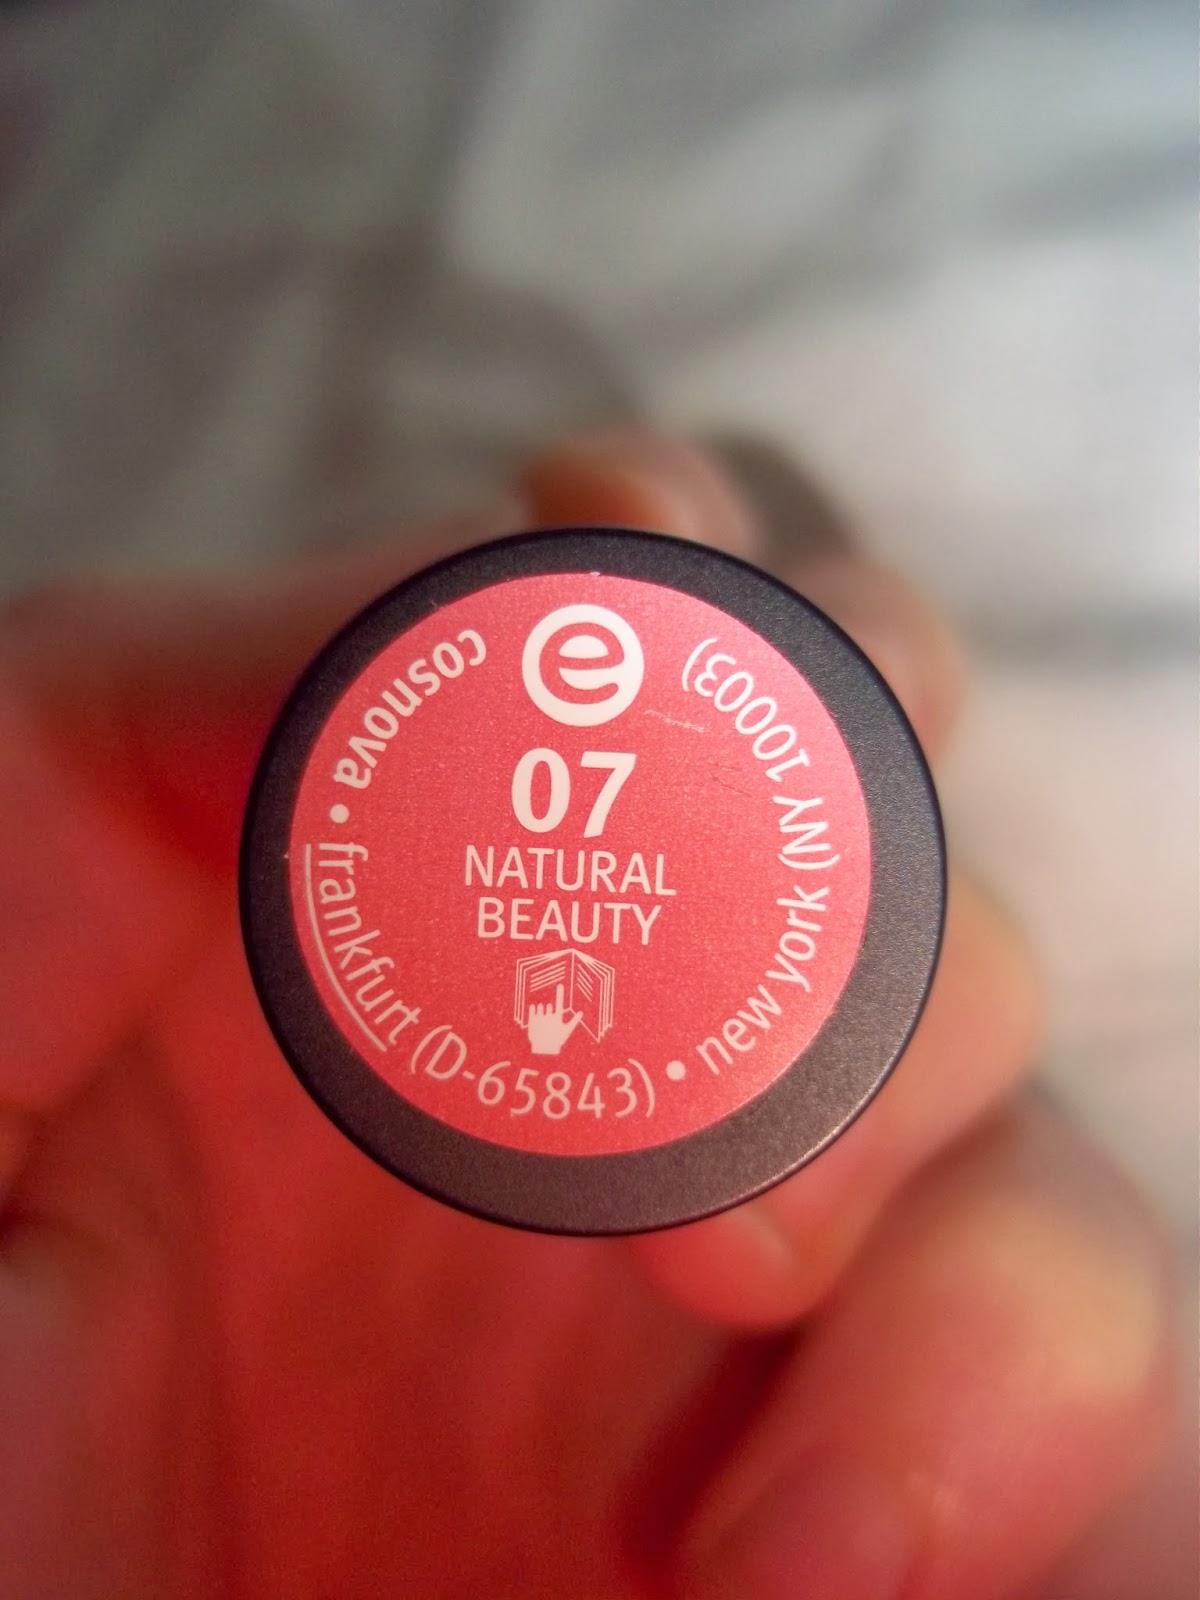 e
07
NATURAL
BEAUTY
cosnova • frankfurt (D-65843) • new york (NY 10003)